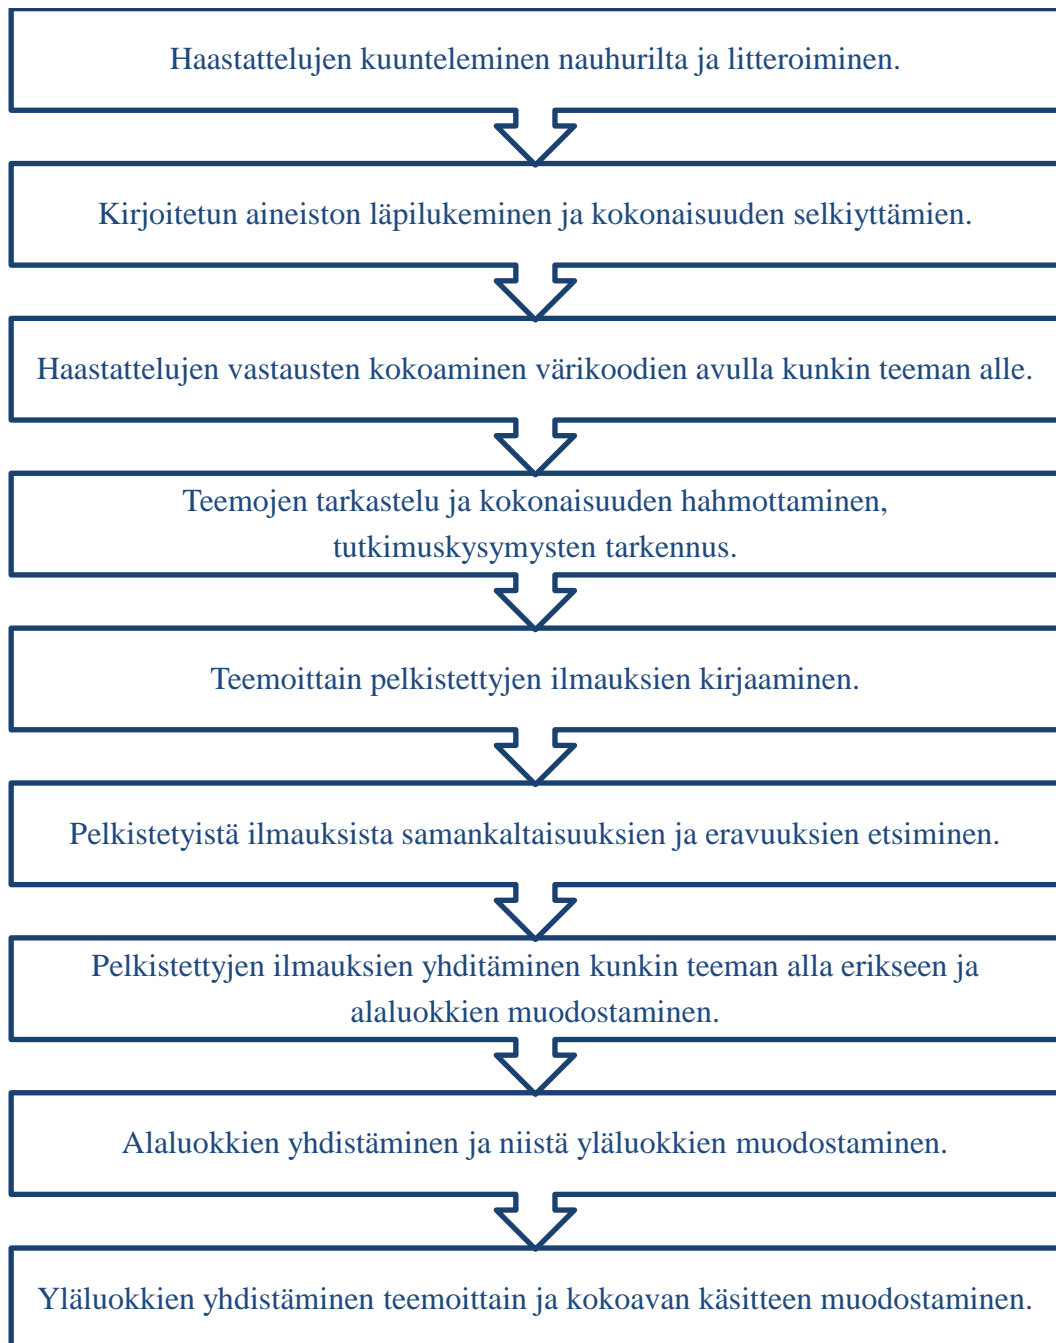 Haastattelujen kuunteleminen nauhurilta ja litteroiminen.
Kirjoitetun aineiston läpilukeminen ja kokonaisuuden selkiyttämien.
Haastattelujen vastausten kokoaminen värikoodien avulla kunkin teeman alle.
Teemojen tarkastelu ja kokonaisuuden hahmottaminen,
tutkimuskysymysten tarkennus.
Teemoittain pelkistettyjen ilmauksien kirjaaminen.
Pelkistetyistä ilmauksista samankaltaisuuksien ja eravuuksien etsiminen.
Pelkistettyjen ilmauksien yhditäminen kunkin teeman alla erikseen ja
alaluokkien muodostaminen.
Alaluokkien yhdistäminen ja niistä yläluokkien muodostaminen.
Yläluokkien yhdistäminen teemoittain ja kokoavan käsitteen muodostaminen.